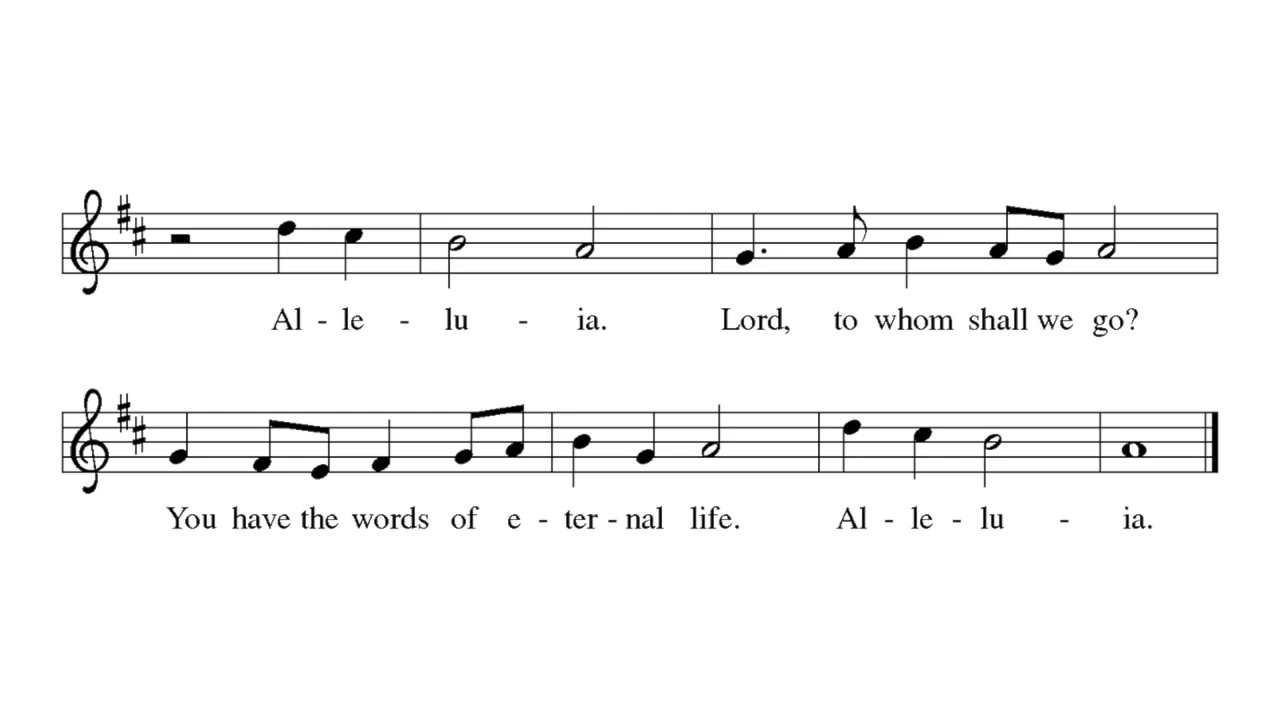 Al - le - lu - ia. Lord, to whom shall we go?
You have the words of e - ter - nal life. Al - le - lu - ia.